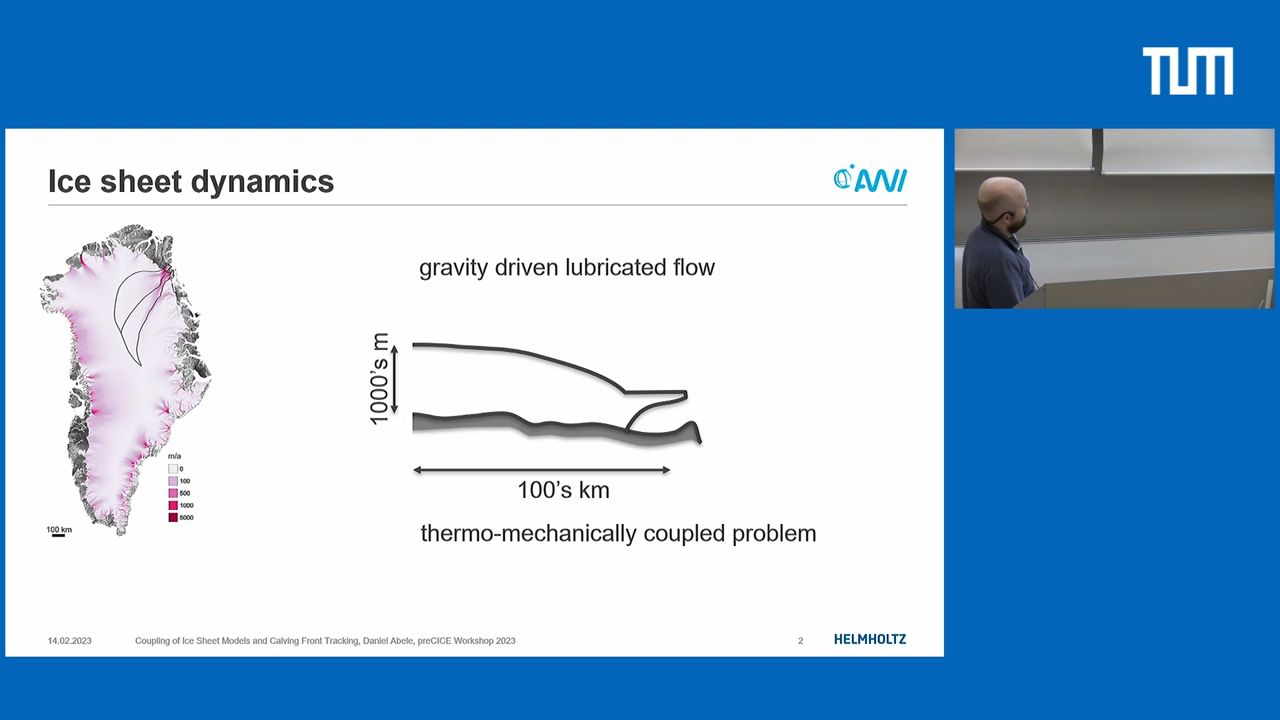 TUM
Ice sheet dynamics
AWI
gravity driven lubricated flow
1000's m
100's km
thermo-mechanically coupled problem
m/a
0
100
500
1000
5000
100 km
14.02.2023
Coupling of Ice Sheet Models and Calving Front Tracking, Daniel Abele, preCICE Workshop 2023
2
HELMHOLTZ